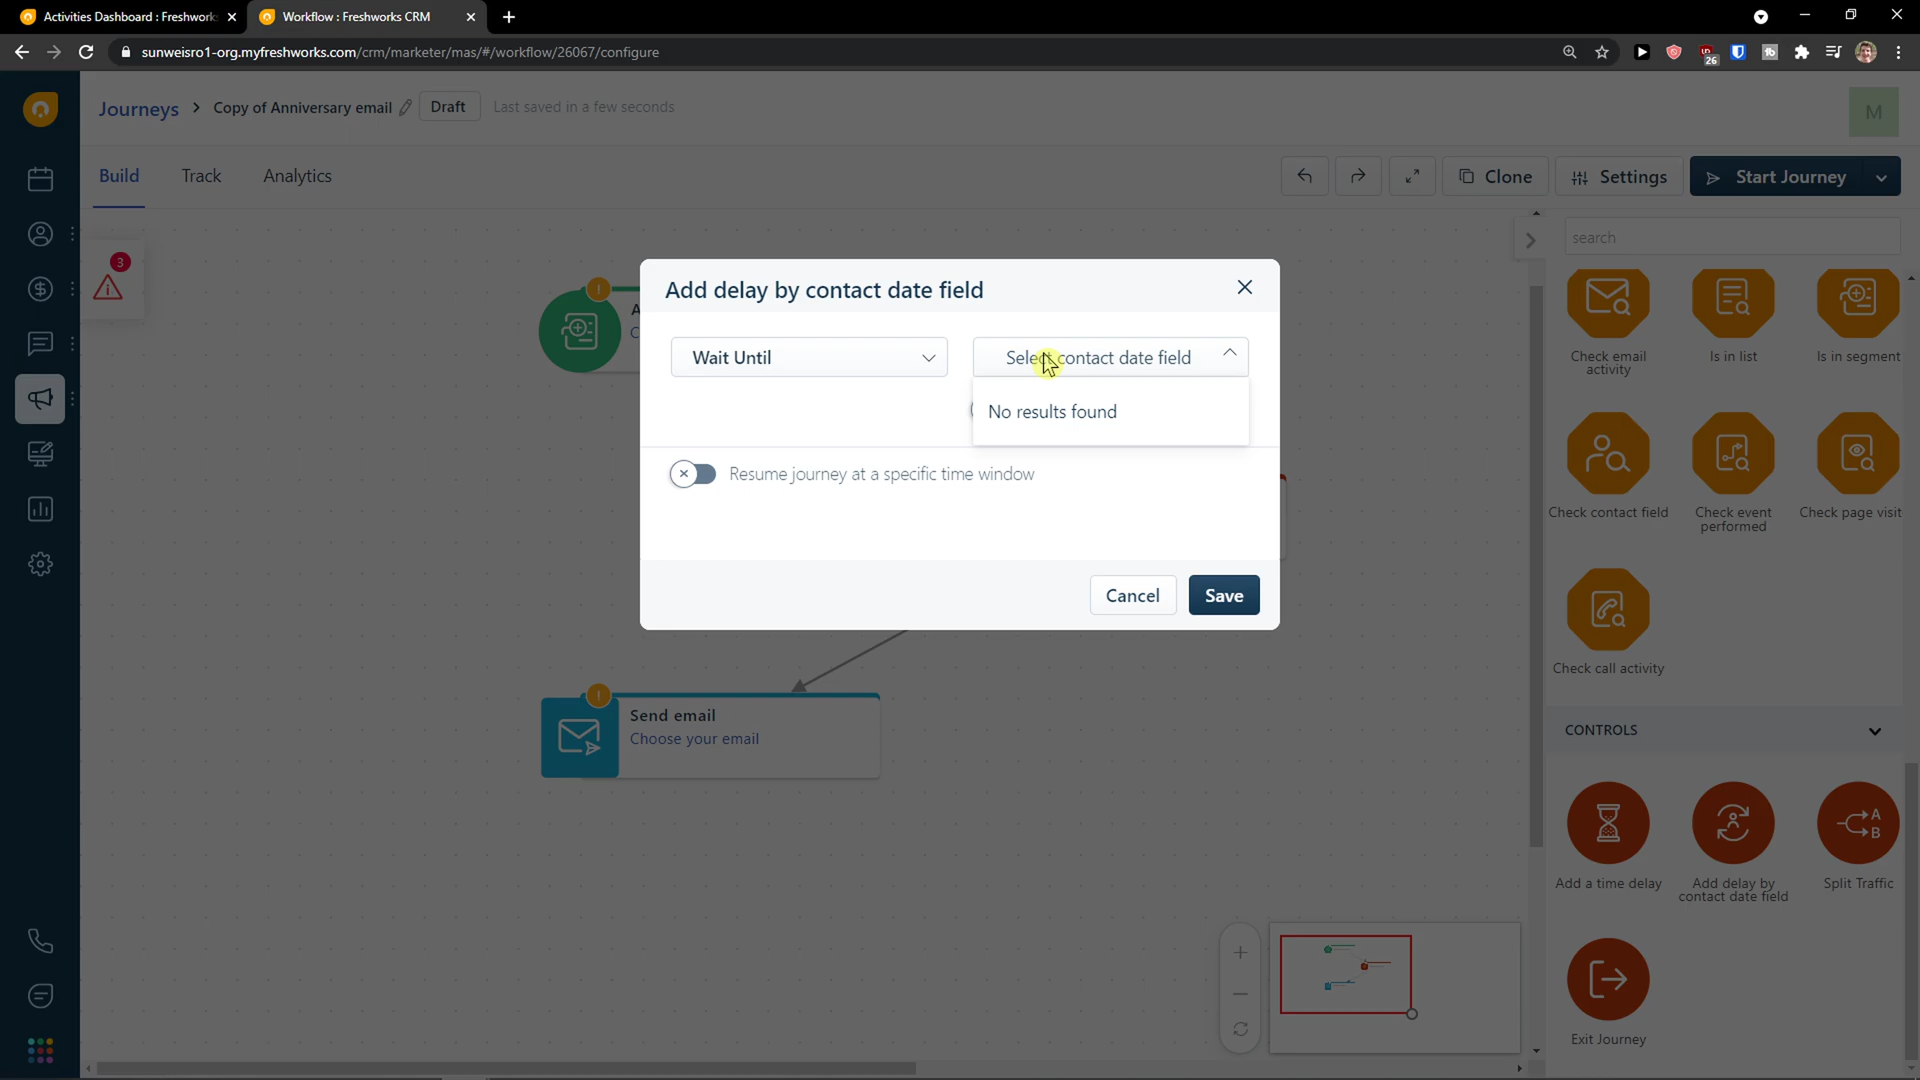 Activities Dashboard : Freshwork
Workflow : Freshworks CRM
sunweisro1-org.myfreshworks.com/crm/marketer/mas/#/workflow/26067/configure
26
Journeys > Copy of Anniversary email
Draft
Last saved in a few seconds
M
Build
Track
Analytics
Clone
Settings
Start Journey
3
search
Add delay by contact date field
Wait Until
Select contact date field
No results found
Resume journey at a specific time window
Cancel
Save
Send email
Choose your email
Check email
activity
Is in list
Is in segment
Check contact field
Check event
performed
Check page visit
Check call activity
CONTROLS
A
B
Add a time delay
Add delay by
contact date field
Split Traffic
Exit Journey